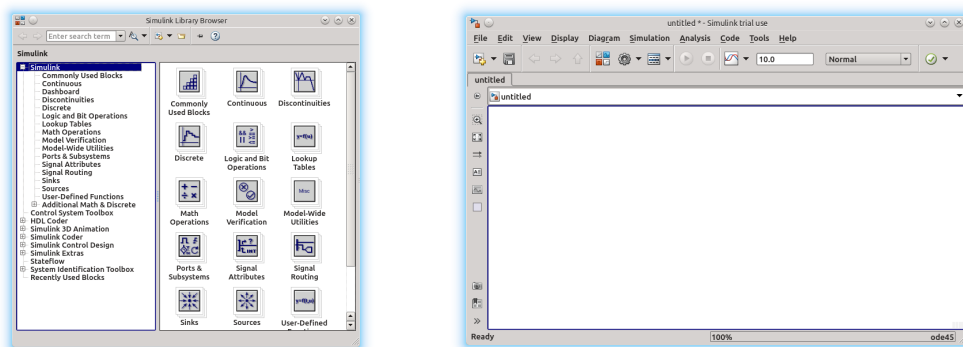 Simulink Library Browser
Enter search term
Simulink
Simulink
Commonly Used Blocks
Continuous
Dashboard
Discontinuities
Discrete
Logic and Bit Operations
Lookup Tables
Math Operations
Model Verification
Model-Wide Utilities
Ports & Subsystems
Signal Attributes
Signal Routing
Sinks
Sources
User-Defined Functions
Additional Math & Discrete
Control System Toolbox
HDL Coder
Simulink 3D Animation
Simulink Coder
Simulink Control Design
Simulink Extras
Stateflow
System Identification Toolbox
Recently Used Blocks
Commonly Used Blocks
Continuous
Discontinuities
y=f(u)
Discrete
Logic and Bit Operations
Lookup Tables
Misc
Math Operations
Model Verification
Model-Wide Utilities
Ports & Subsystems
Signal Attributes
Signal Routing
y=f(u)
Sinks
Sources
User-Defined
untitled * - Simulink trial use
File Edit View Display Diagram Simulation Analysis Code Tools Help
10.0 Normal
untitled
untitled
Ready 100% ode45